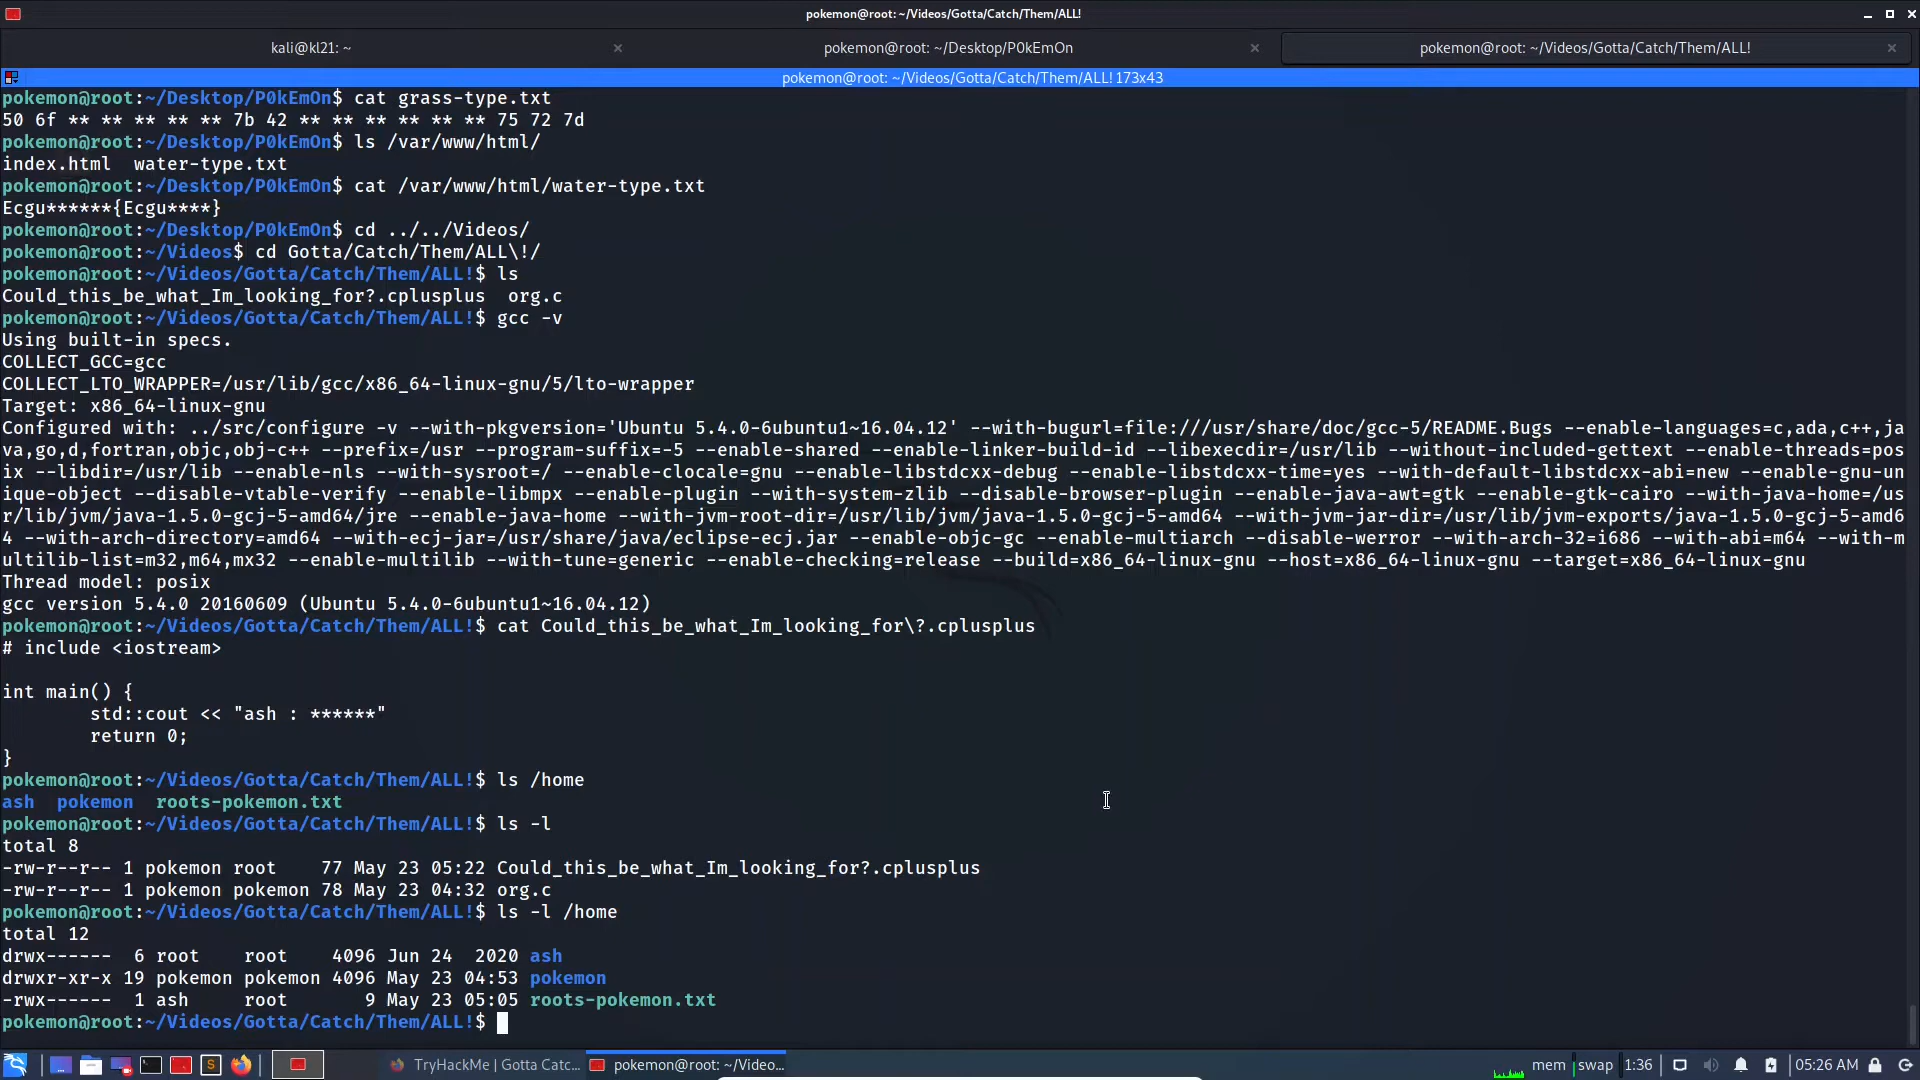 pokemon@root: ~/Videos/Gotta/Catch/Them/ALL!
kali@kl21: ~
pokemon@root: ~/Desktop/P0kEmOn
pokemon@root: ~/Videos/Gotta/Catch/Them/ALL!
pokemon@root: ~/Videos/Gotta/Catch/Them/ALL! 173x43
pokemon@root:~/Desktop/P0kEmOn$ cat grass-type.txt
50 6f ** ** ** ** ** 7b 42 ** ** ** ** ** ** 75 72 7d
pokemon@root:~/Desktop/P0kEmOn$ ls /var/www/html/
index.html  water-type.txt
pokemon@root:~/Desktop/P0kEmOn$ cat /var/www/html/water-type.txt
Ecgu******{Ecgu****}
pokemon@root:~/Desktop/P0kEmOn$ cd ../../Videos/
pokemon@root:~/Videos$ cd Gotta/Catch/Them/ALL\!/
pokemon@root:~/Videos/Gotta/Catch/Them/ALL!$ ls
Could_this_be_what_Im_looking_for?.cplusplus  org.c
pokemon@root:~/Videos/Gotta/Catch/Them/ALL!$ gcc -v
Using built-in specs.
COLLECT_GCC=gcc
COLLECT_LTO_WRAPPER=/usr/lib/gcc/x86_64-linux-gnu/5/lto-wrapper
Target: x86_64-linux-gnu
Configured with: ../src/configure -v --with-pkgversion='Ubuntu 5.4.0-6ubuntu1~16.04.12' --with-bugurl=file:///usr/share/doc/gcc-5/README.Bugs --enable-languages=c,ada,c++,ja
va,go,d,fortran,objc,obj-c++ --prefix=/usr --program-suffix=-5 --enable-shared --enable-linker-build-id --libexecdir=/usr/lib --without-included-gettext --enable-threads=pos
ix --libdir=/usr/lib --enable-nls --with-sysroot=/ --enable-clocale=gnu --enable-libstdcxx-debug --enable-libstdcxx-time=yes --with-default-libstdcxx-abi=new --enable-gnu-un
ique-object --disable-vtable-verify --enable-libmpx --enable-plugin --with-system-zlib --disable-browser-plugin --enable-java-awt=gtk --enable-gtk-cairo --with-java-home=/us
r/lib/jvm/java-1.5.0-gcj-5-amd64/jre --enable-java-home --with-jvm-root-dir=/usr/lib/jvm/java-1.5.0-gcj-5-amd64 --with-jvm-jar-dir=/usr/lib/jvm-exports/java-1.5.0-gcj-5-amd6
4 --with-arch-directory=amd64 --with-ecj-jar=/usr/share/java/eclipse-ecj.jar --enable-objc-gc --enable-multiarch --disable-werror --with-arch-32=i686 --with-abi=m64 --with-m
ultilib-list=m32,m64,mx32 --enable-multilib --with-tune=generic --enable-checking=release --build=x86_64-linux-gnu --host=x86_64-linux-gnu --target=x86_64-linux-gnu
Thread model: posix
gcc version 5.4.0 20160609 (Ubuntu 5.4.0-6ubuntu1~16.04.12)
pokemon@root:~/Videos/Gotta/Catch/Them/ALL!$ cat Could_this_be_what_Im_looking_for\?.cplusplus
# include <iostream>
int main() {
        std::cout << "ash : ******"
        return 0;
}
pokemon@root:~/Videos/Gotta/Catch/Them/ALL!$ ls /home
ash  pokemon  roots-pokemon.txt
pokemon@root:~/Videos/Gotta/Catch/Them/ALL!$ ls -l
total 8
-rw-r--r-- 1 pokemon root    77 May 23 05:22 Could_this_be_what_Im_looking_for?.cplusplus
-rw-r--r-- 1 pokemon pokemon 78 May 23 04:32 org.c
pokemon@root:~/Videos/Gotta/Catch/Them/ALL!$ ls -l /home
total 12
drwx------  6 root    root    4096 Jun 24  2020 ash
drwxr-xr-x 19 pokemon pokemon 4096 May 23 04:53 pokemon
-rwx------  1 ash     root       9 May 23 05:05 roots-pokemon.txt
pokemon@root:~/Videos/Gotta/Catch/Them/ALL!$
TryHackMe | Gotta Catc... pokemon@root: ~/Video... mem swap 1:36 05:26 AM